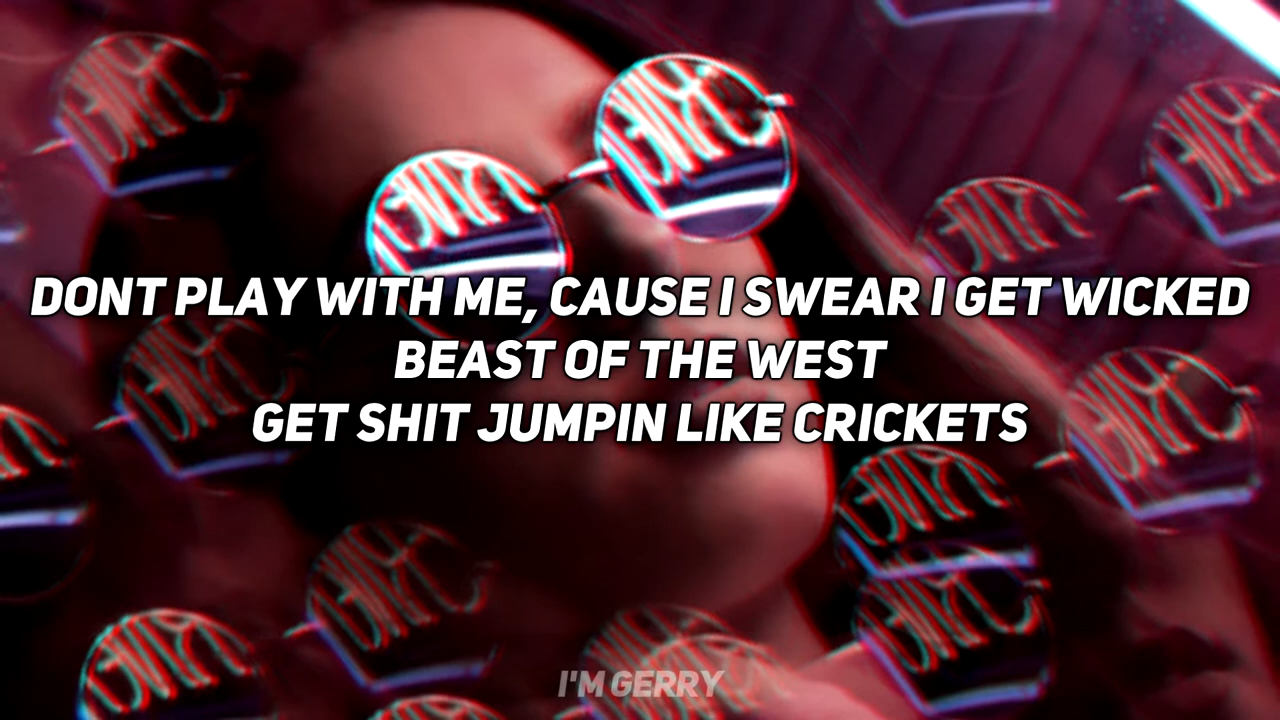 DONT PLAY WITH ME, CAUSE I SWEAR I GET WICKED
BEAST OF THE WEST
GET SHIT JUMPIN LIKE CRICKETS
I'M GERRY